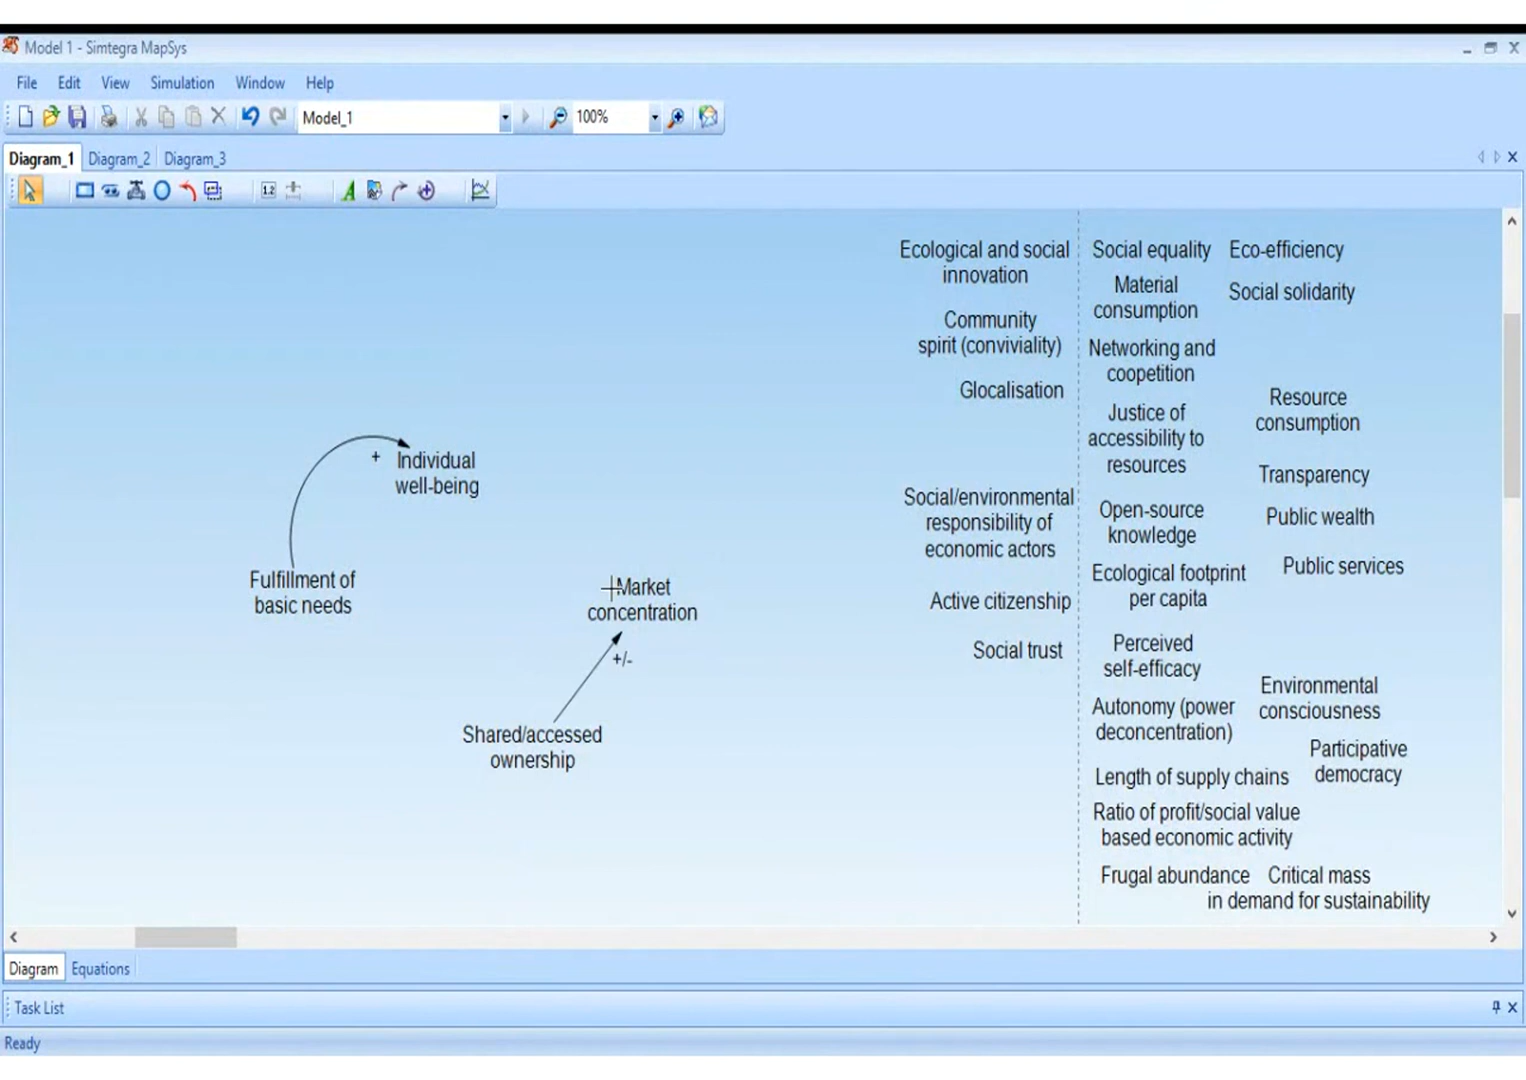 Model 1 - Simtegra MapSys
File Edit View Simulation Window Help
Model_1 100%
Diagram_1 Diagram_2 Diagram_3
1.2 A
+
Individual
well-being
Fulfillment of
basic needs
Market
concentration
+/-
Shared/accessed
ownership
Ecological and social
innovation
Community
spirit (conviviality)
Glocalisation
Social/environmental
responsibility of
economic actors
Active citizenship
Social trust
Social equality
Material
consumption
Networking and
coopetition
Justice of
accessibility to
resources
Open-source
knowledge
Ecological footprint
per capita
Perceived
self-efficacy
Autonomy (power
deconcentration)
Length of supply chains
Ratio of profit/social value
based economic activity
Frugal abundance
Eco-efficiency
Social solidarity
Resource
consumption
Transparency
Public wealth
Public services
Environmental
consciousness
Participative
democracy
Critical mass
in demand for sustainability
Diagram Equations
Task List
Ready